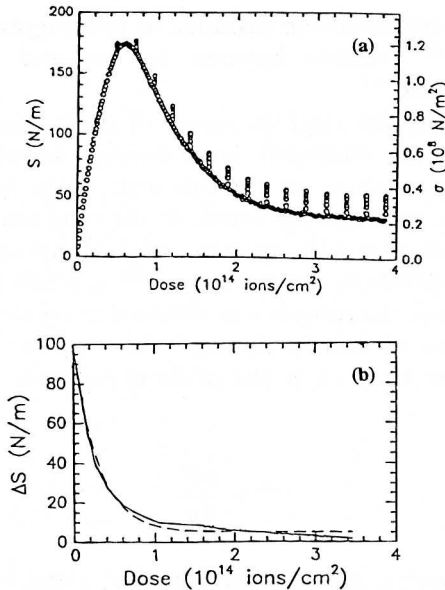 (a)
200
150
100
50
0
S (N/m)
1.2
1.0
0.8
0.6
0.4
0.2
0.0
σ (10⁸ N/m²)
0 1 2 3 4
Dose (10¹⁴ ions/cm²)
(b)
100
80
60
40
20
0
ΔS (N/m)
0 1 2 3 4
Dose (10¹⁴ ions/cm²)